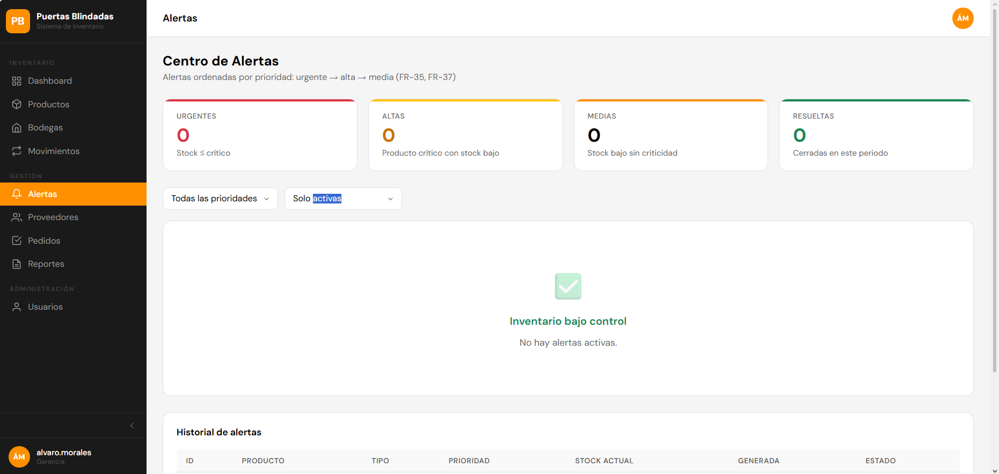 PB
Puertas Blindadas
Sistema de Inventario
INVENTARIO
Dashboard
Productos
Bodegas
Movimientos
GESTIÓN
Alertas
Proveedores
Pedidos
Reportes
ADMINISTRACIÓN
Usuarios
ÁM
alvaro.morales
Gerencia
Alertas
ÁM
Centro de Alertas
Alertas ordenadas por prioridad: urgente → alta → media (FR-35, FR-37)
URGENTES
0
Stock ≤ crítico
ALTAS
0
Producto crítico con stock bajo
MEDIAS
0
Stock bajo sin criticidad
RESUELTAS
0
Cerradas en este periodo
Todas las prioridades
Solo activas
Inventario bajo control
No hay alertas activas.
Historial de alertas
ID PRODUCTO TIPO PRIORIDAD STOCK ACTUAL GENERADA ESTADO